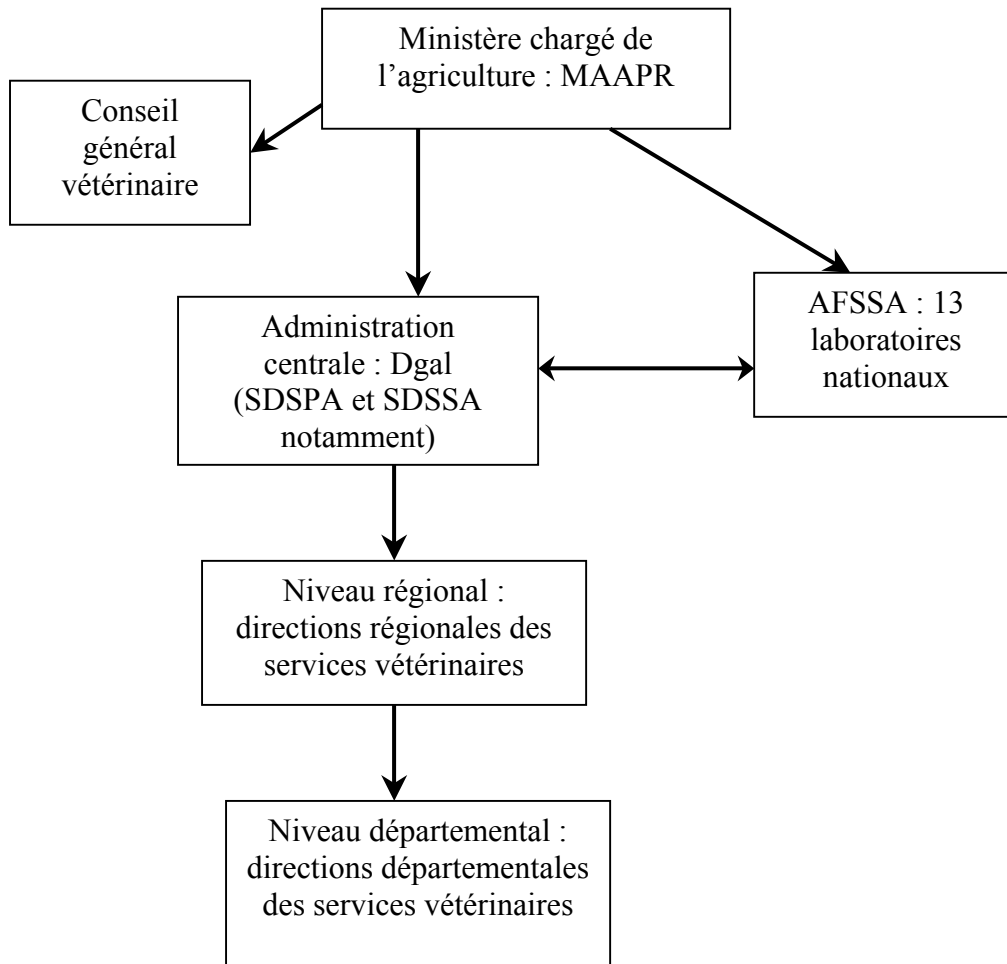 Ministère chargé de
l’agriculture : MAAPR
Conseil
général
vétérinaire
AFSSA : 13
laboratoires
nationaux
Administration
centrale : Dgal
(SDSPA et SDSSA
notamment)
Niveau régional :
directions régionales des
services vétérinaires
Niveau départemental :
directions départementales
des services vétérinaires